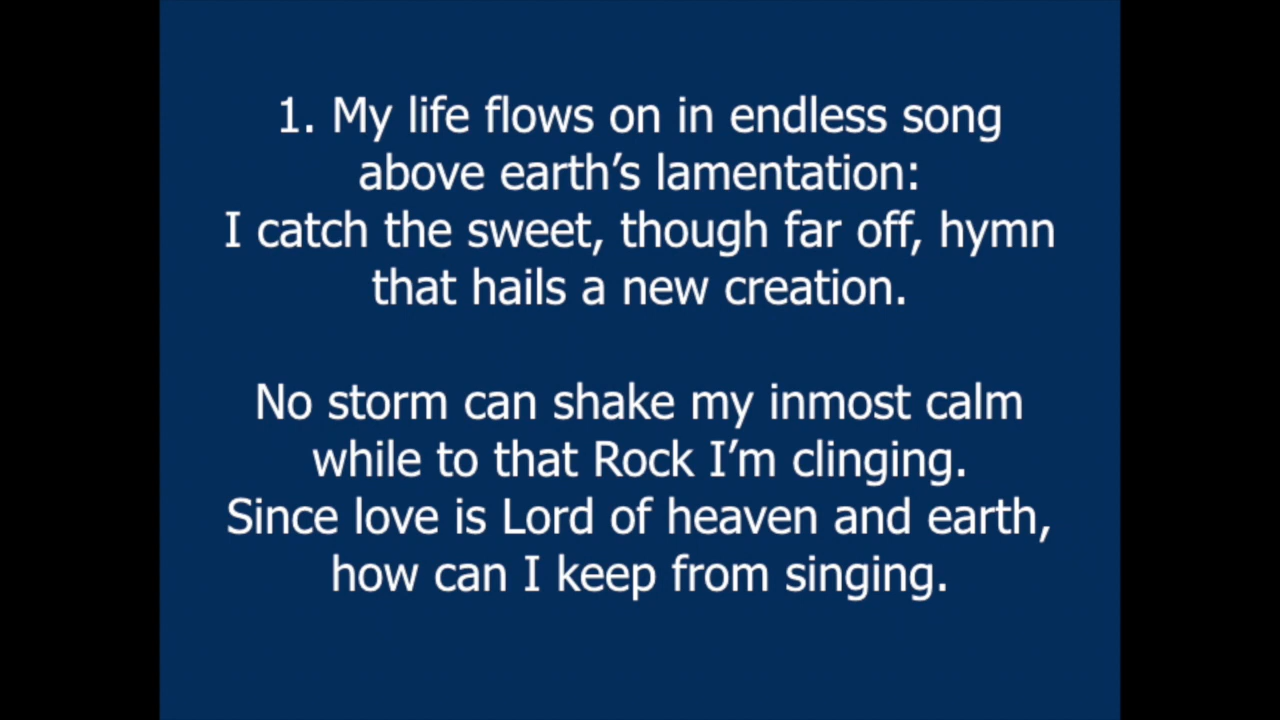 1. My life flows on in endless song
above earth’s lamentation:
I catch the sweet, though far off, hymn
that hails a new creation.
No storm can shake my inmost calm
while to that Rock I’m clinging.
Since love is Lord of heaven and earth,
how can I keep from singing.